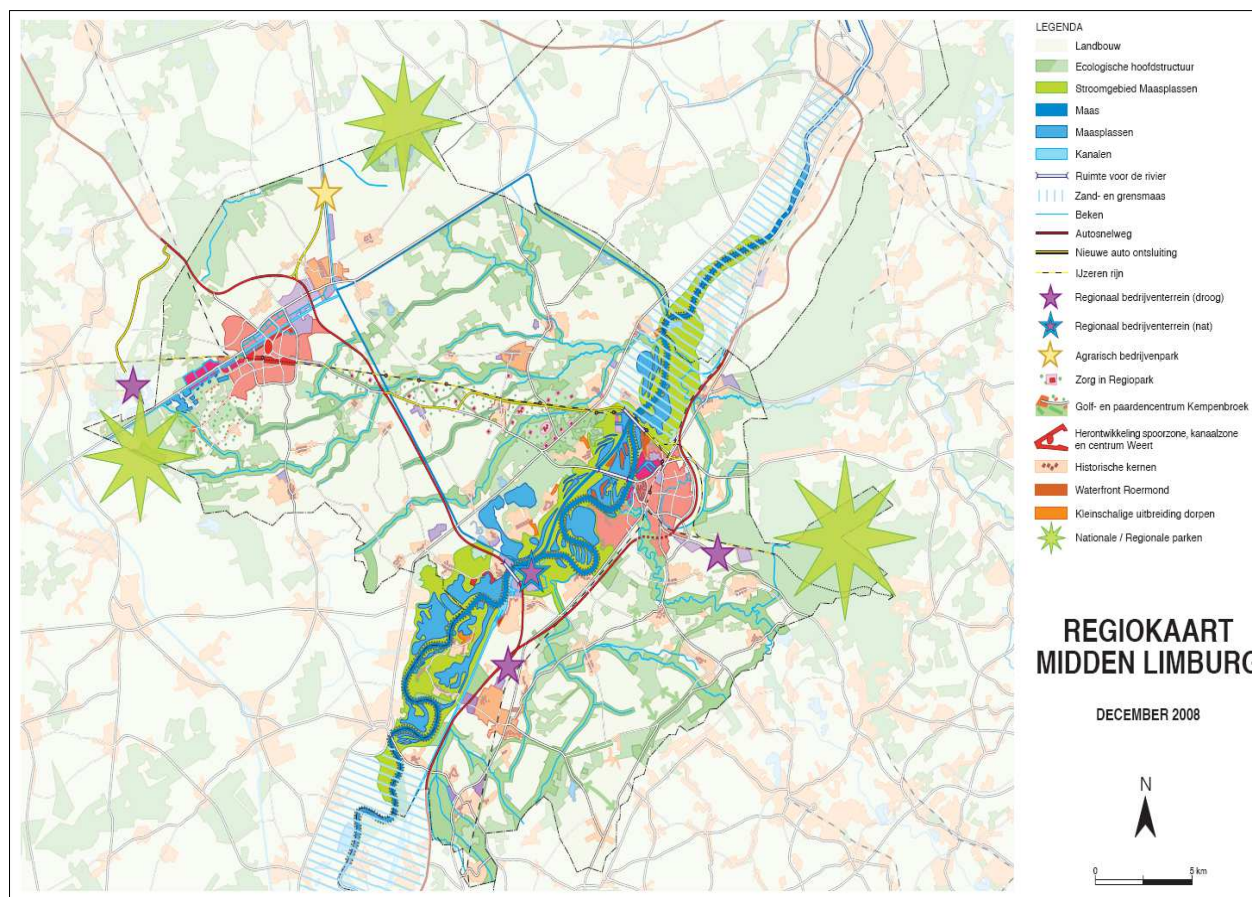 LEGENDA
Landbouw
Ecologische hoofdstructuur
Stroomgebied Maasplassen
Maas
Maasplassen
Kanalen
Ruimte voor de rivier
Zand- en grensmaas
Beken
Autosnelweg
Nieuwe auto ontsluiting
IJzeren rijn
Regionaal bedrijventerrein (droog)
Regionaal bedrijventerrein (nat)
Agrarisch bedrijvenpark
Zorg in Regiopark
Golf- en paardencentrum Kempenbroek
Herontwikkeling spoorzone, kanaalzone
en centrum Weert
Historische kernen
Waterfront Roermond
Kleinschalige uitbreiding dorpen
Nationale / Regionale parken
REGIOKAART
MIDDEN LIMBURG
DECEMBER 2008
N
0 5 km